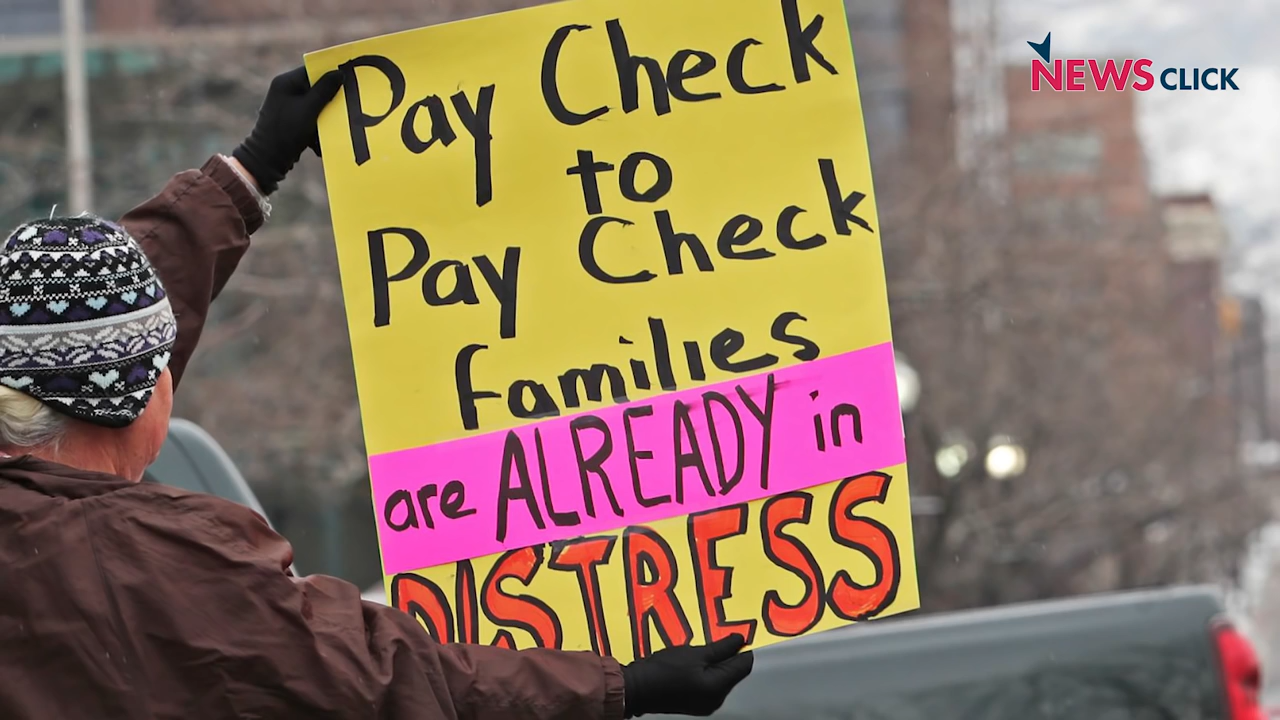 NEWS CLICK
Pay Check
to
Pay Check
families
are ALREADY in
DISTRESS